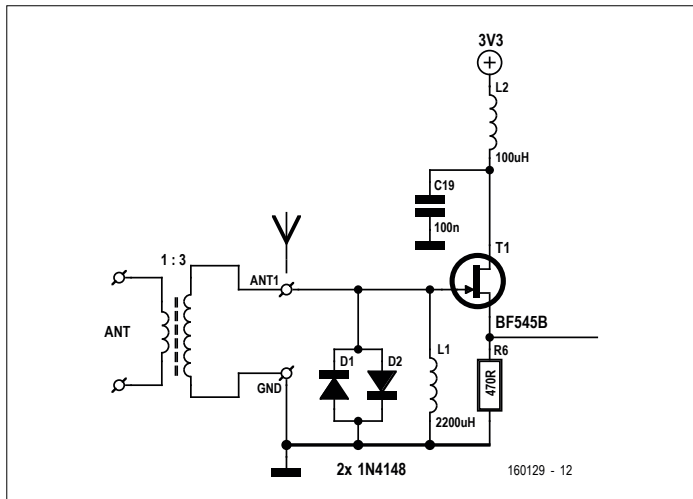 3V3
L2
100uH
C19
100n
T1
1 : 3
ANT1
BF545B
ANT
D1
D2
L1
R6
470R
GND
2200uH
2x 1N4148
160129 - 12